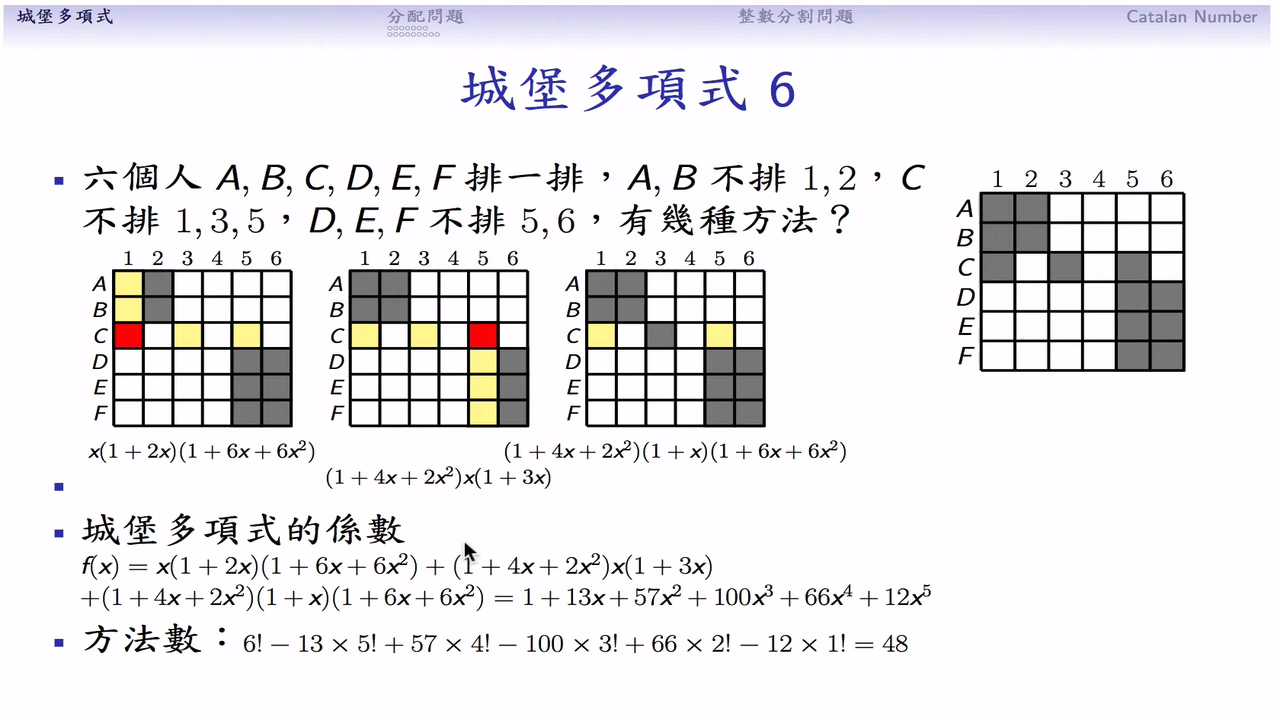 城堡多項式 分配問題 整數分割問題 Catalan Number
城堡多項式 6
六個人 A, B, C, D, E, F 排一排，A, B 不排 1, 2，C
不排 1, 3, 5，D, E, F 不排 5, 6，有幾種方法？
1 2 3 4 5 6
A
B
C
D
E
F
1 2 3 4 5 6
A
B
C
D
E
F
1 2 3 4 5 6
A
B
C
D
E
F
1 2 3 4 5 6
A
B
C
D
E
F
x(1 + 2x)(1 + 6x + 6x²)
(1 + 4x + 2x²)x(1 + 3x)
(1 + 4x + 2x²)(1 + x)(1 + 6x + 6x²)
城堡多項式的係數
f(x) = x(1 + 2x)(1 + 6x + 6x²) + (1 + 4x + 2x²)x(1 + 3x)
+(1 + 4x + 2x²)(1 + x)(1 + 6x + 6x²) = 1 + 13x + 57x² + 100x³ + 66x⁴ + 12x⁵
方法數：6! − 13 × 5! + 57 × 4! − 100 × 3! + 66 × 2! − 12 × 1! = 48